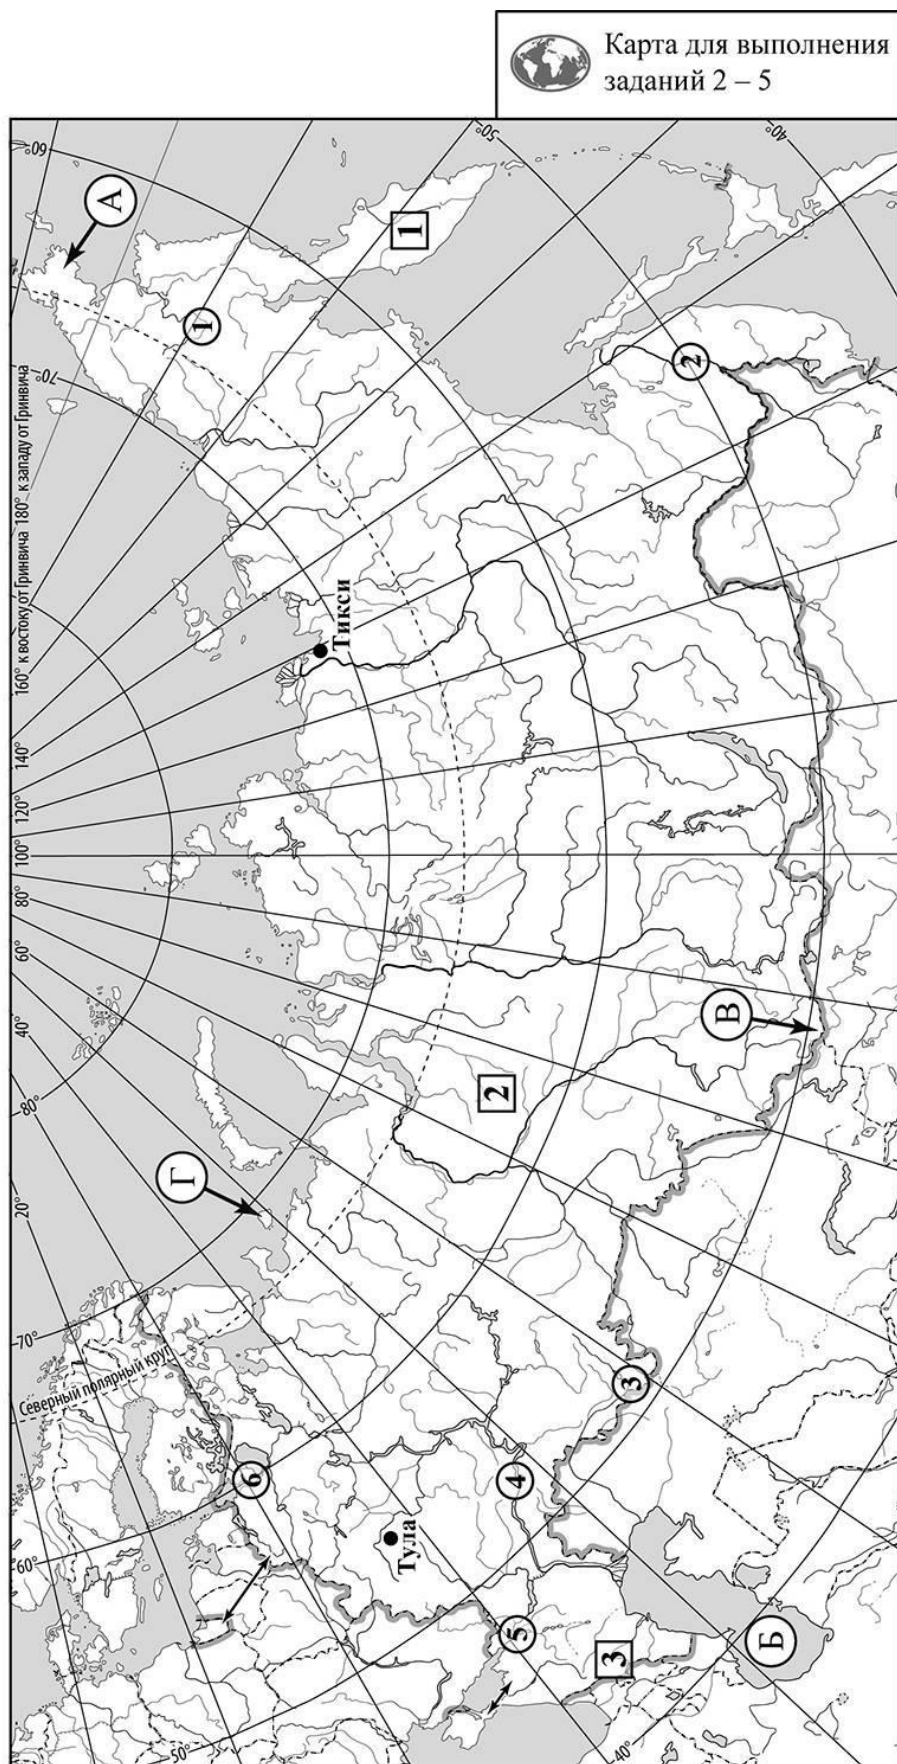 Карта для выполнения
заданий 2 – 5
160° к востоку от Гринвича 180° к западу от Гринвича
140°
120°
100°
80°
60°
40°
20°
80°
70°
60°
50°
40°
70°
60°
50°
40°
Северный полярный круг
А
Б
В
Г
1
2
3
4
5
6
1
2
3
Тикси
Тула